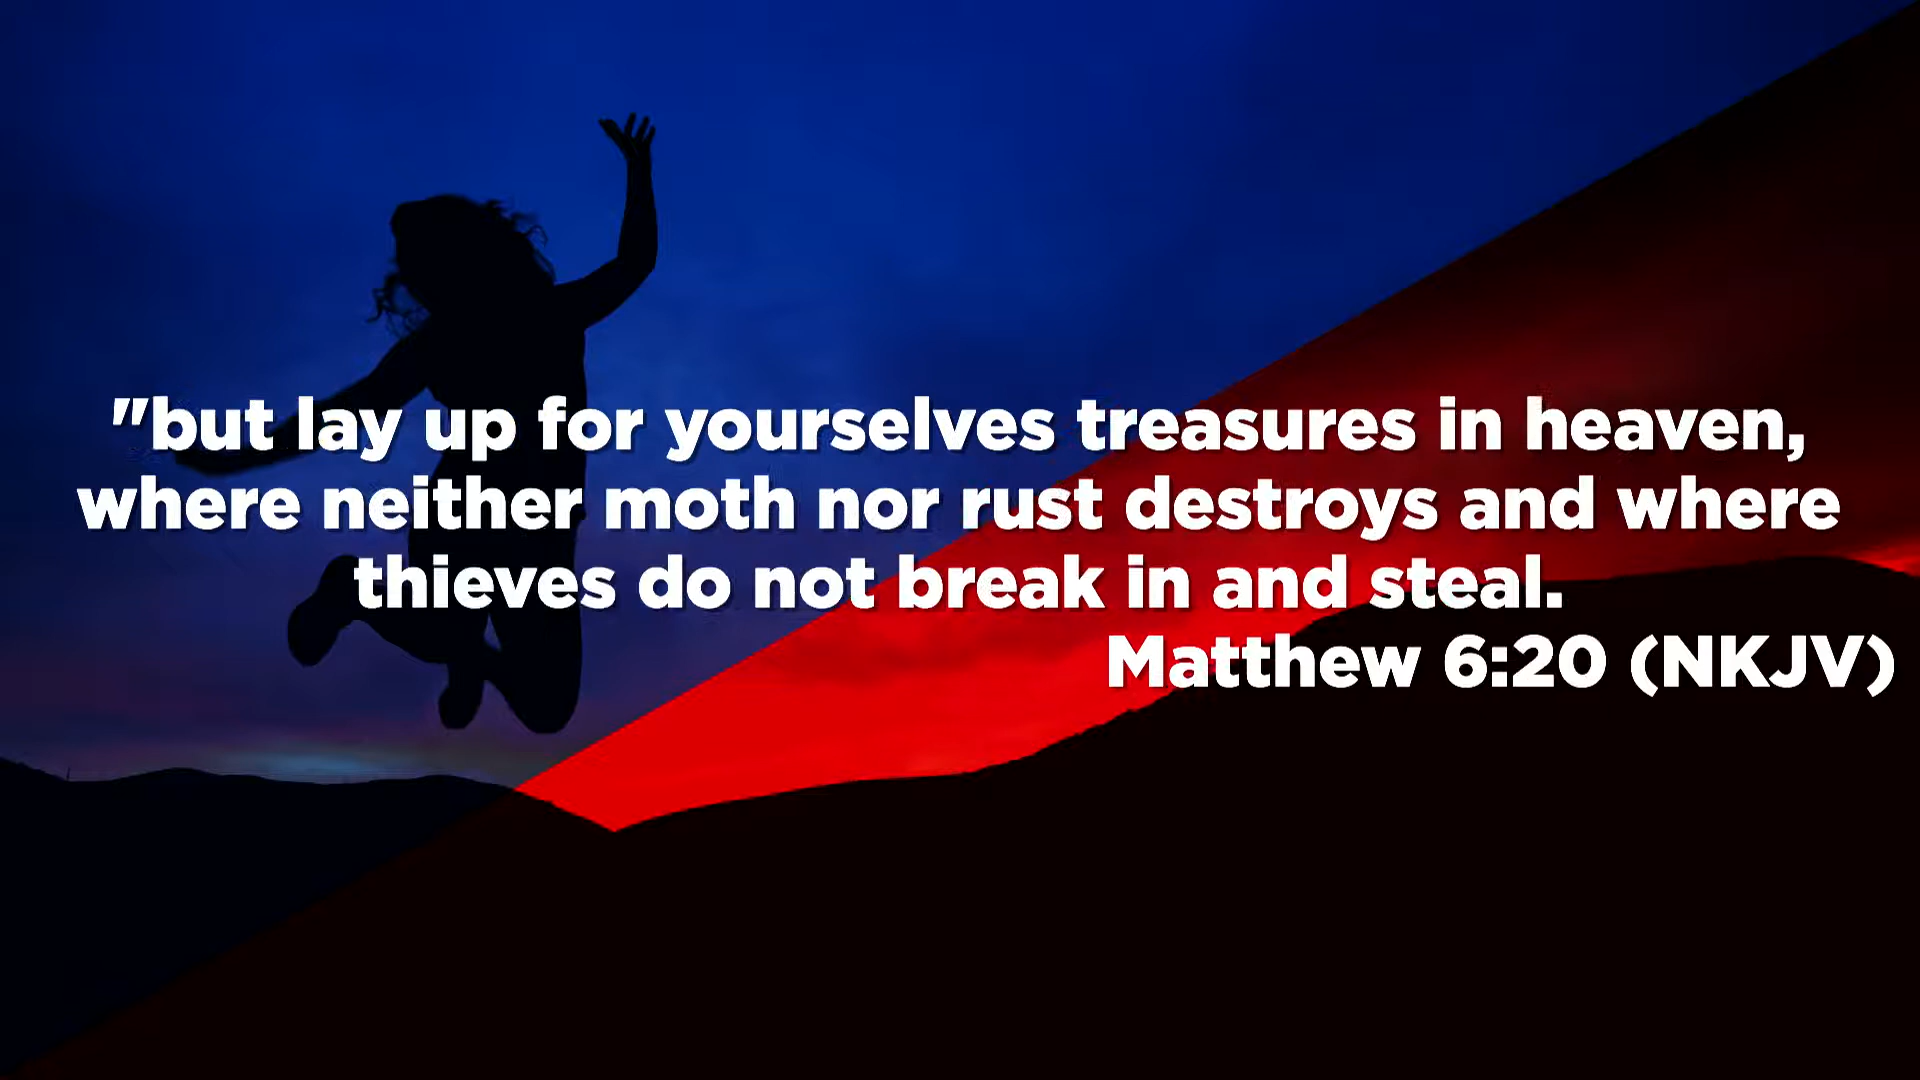 "but lay up for yourselves treasures in heaven,
where neither moth nor rust destroys and where
thieves do not break in and steal.
Matthew 6:20 (NKJV)